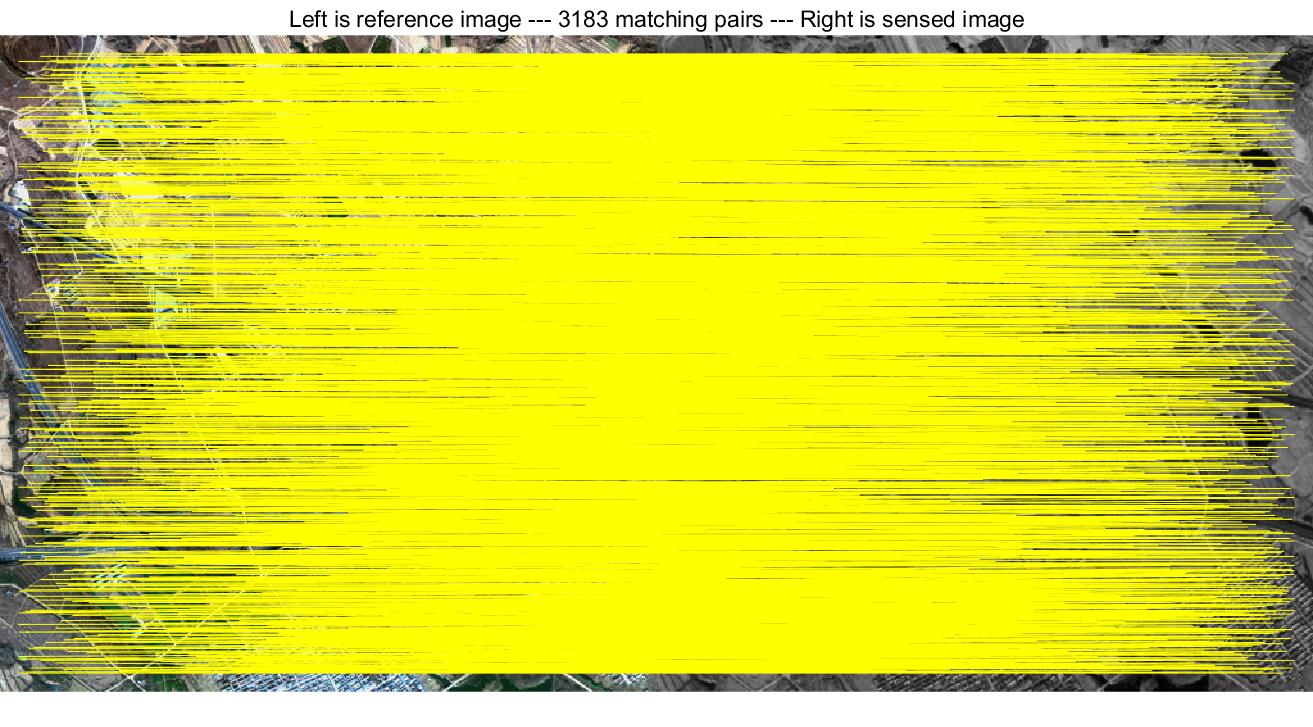 Left is reference image --- 3183 matching pairs --- Right is sensed image